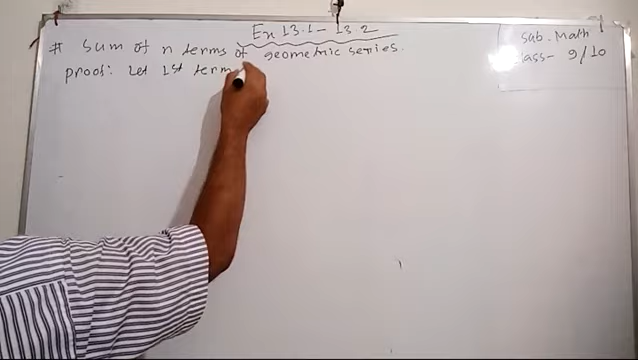 Ex 13.1 - 13.2
# Sum of n terms of geometric series.
proof: Let 1st term
Sub. Math
class- 9/10